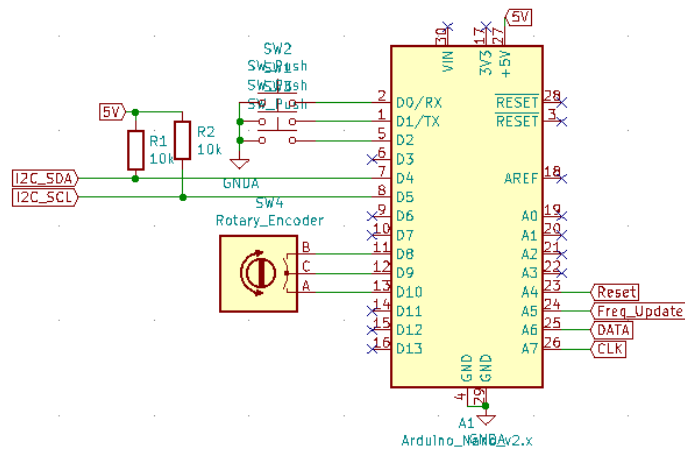 5V
30
17
27
VIN
3V3
+5V
SW2
SW_Push
SW1
SW_Push
SW3
SW_Push
2
D0/RX
RESET
28
1
D1/TX
RESET
3
5V
R1
10k
R2
10k
5
D2
6
D3
GNDA
I2C_SDA
7
D4
AREF
18
I2C_SCL
8
D5
SW4
Rotary_Encoder
9
D6
A0
19
10
D7
A1
20
B
11
D8
A2
21
C
12
D9
A3
22
A
13
D10
A4
23
Reset
14
D11
A5
24
Freq_Update
15
D12
A6
25
DATA
16
D13
A7
26
CLK
GND
GND
4
29
A1
Arduino_Nano_v2.x
GNDA